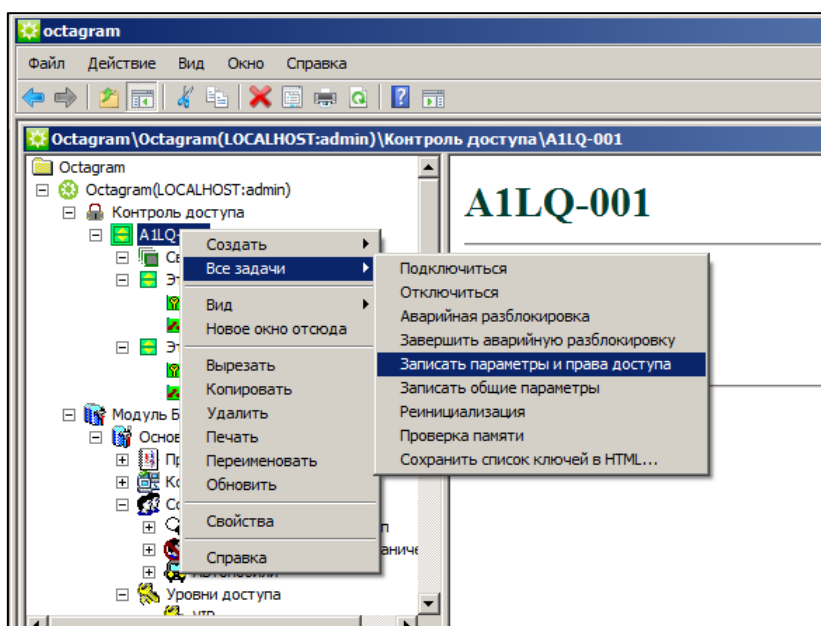 octagram
Файл Действие Вид Окно Справка
Octagram\Octagram(LOCALHOST:admin)\Контроль доступа\A1LQ-001
Octagram
Octagram(LOCALHOST:admin)
Контроль доступа
A1LQ-
A1LQ-001
Создать
Все задачи
Вид
Новое окно отсюда
Вырезать
Копировать
Удалить
Печать
Переименовать
Обновить
Свойства
Справка
Подключиться
Отключиться
Аварийная разблокировка
Завершить аварийную разблокировку
Записать параметры и права доступа
Записать общие параметры
Реинициализация
Проверка памяти
Сохранить список ключей в HTML...
Модуль Б
Осно
Уровни доступа